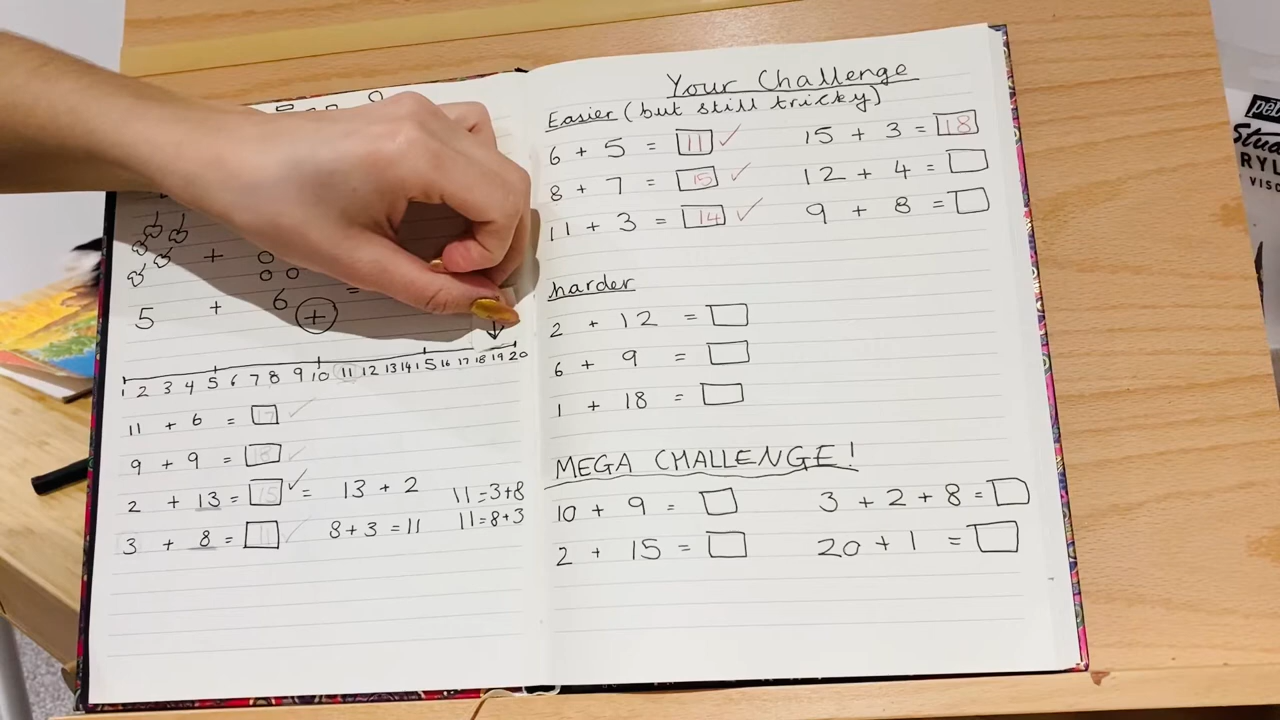 5 + 6 =
+
1 2 3 4 5 6 7 8 9 10 11 12 13 14 15 16 17 18 19 20
11 + 6 = 17 ✓
9 + 9 = 18 ✓
2 + 13 = 15 ✓ = 13 + 2
11=3+8
3 + 8 = 11 ✓ 8+3 = 11
11=8+3
Your Challenge
Easier (but still tricky)
6 + 5 = 11 ✓ 15 + 3 = 18
8 + 7 = 15 ✓ 12 + 4 =
11 + 3 = 14 ✓ 9 + 8 =
harder
2 + 12 =
6 + 9 =
1 + 18 =
MEGA CHALLENGE!
10 + 9 = 3 + 2 + 8 =
2 + 15 = 20 + 1 =